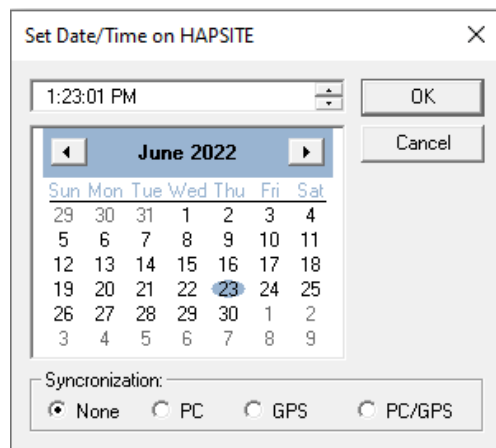 Set Date/Time on HAPSITE
1:23:01 PM
OK
Cancel
June 2022
Sun Mon Tue Wed Thu Fri Sat
29 30 31 1 2 3 4
5 6 7 8 9 10 11
12 13 14 15 16 17 18
19 20 21 22 23 24 25
26 27 28 29 30 1 2
3 4 5 6 7 8 9
Syncronization:
None PC GPS PC/GPS